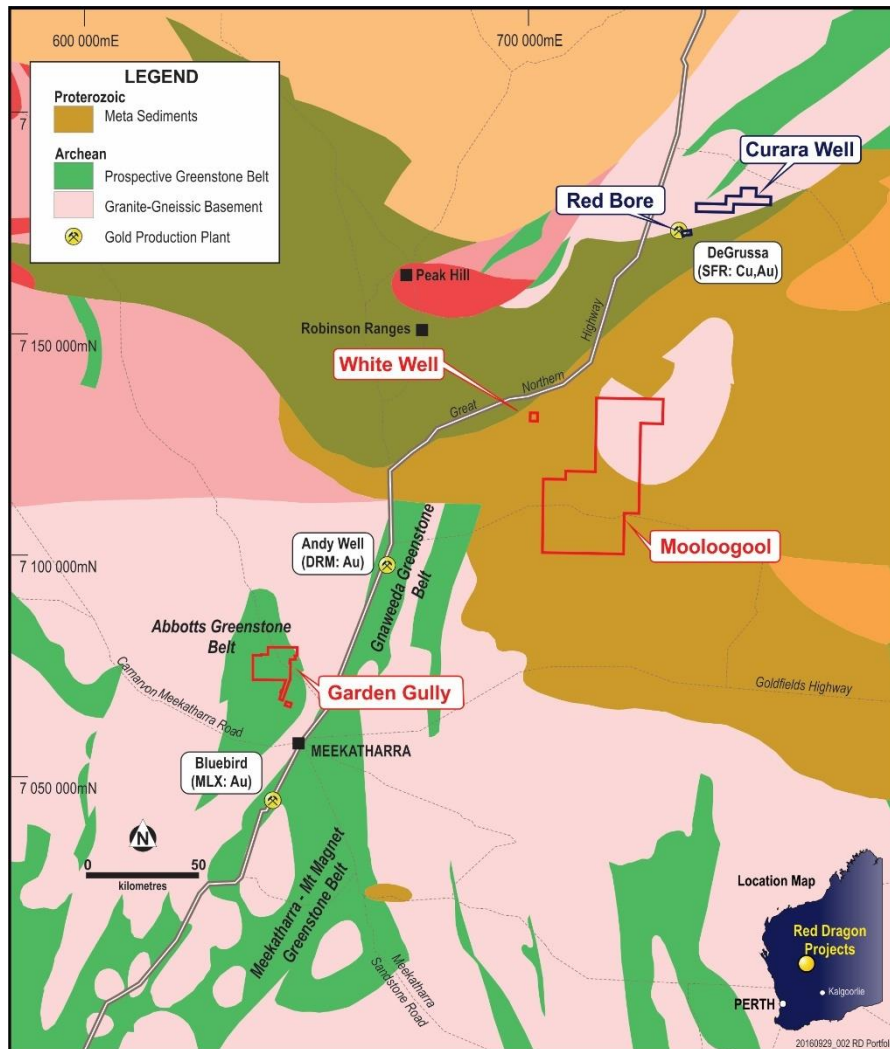 600 000mE
700 000mE
LEGEND
Proterozoic
Meta Sediments
Archean
Prospective Greenstone Belt
Granite-Gneissic Basement
Gold Production Plant
7
Curara Well
Red Bore
DeGrussa
(SFR: Cu,Au)
Peak Hill
Robinson Ranges
7 150 000mN
Highway
White Well
Northern
Great
Mooloogool
Andy Well
(DRM: Au)
7 100 000mN
Gnaweeda Greenstone
Belt
Abbotts Greenstone
Belt
Garden Gully
Goldfields Highway
Carnarvon Meekatharra Road
MEEKATHARRA
Bluebird
(MLX: Au)
7 050 000mN
N
0
50
kilometres
Meekatharra - Mt Magnet
Greenstone Belt
Meekatharra
Sandstone Road
Location Map
Red Dragon
Projects
Kalgoorlie
PERTH
20160929_002 RD Portfol